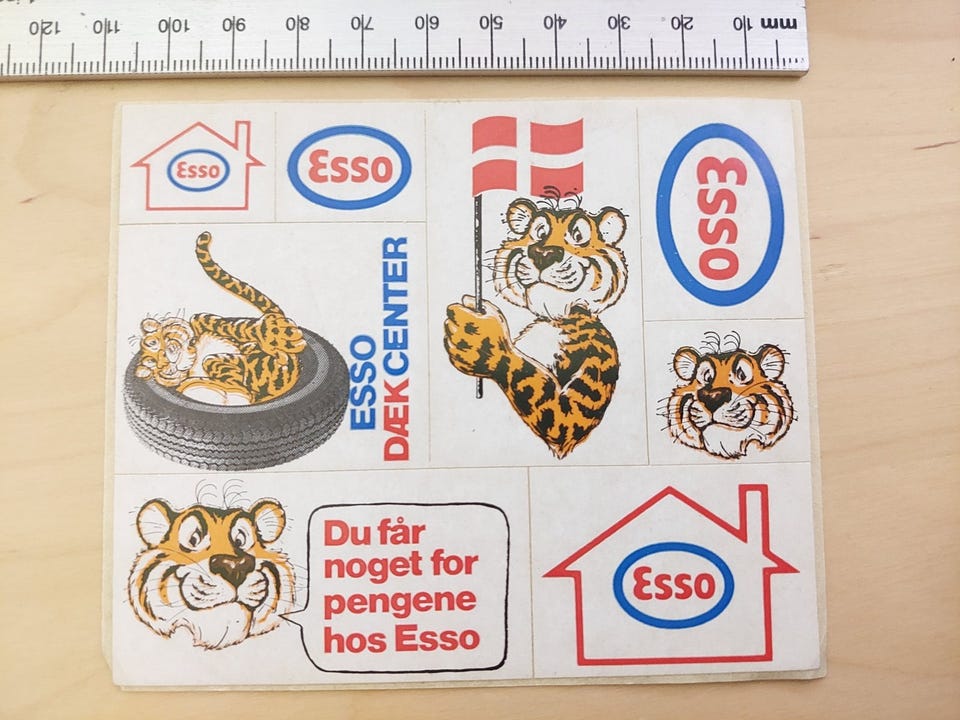 120 110 100 90 80 70 60 50 40 30 20 10 mm
Esso
Esso
Esso
ESSO
DÆKCENTER
Du får
noget for
pengene
hos Esso
Esso